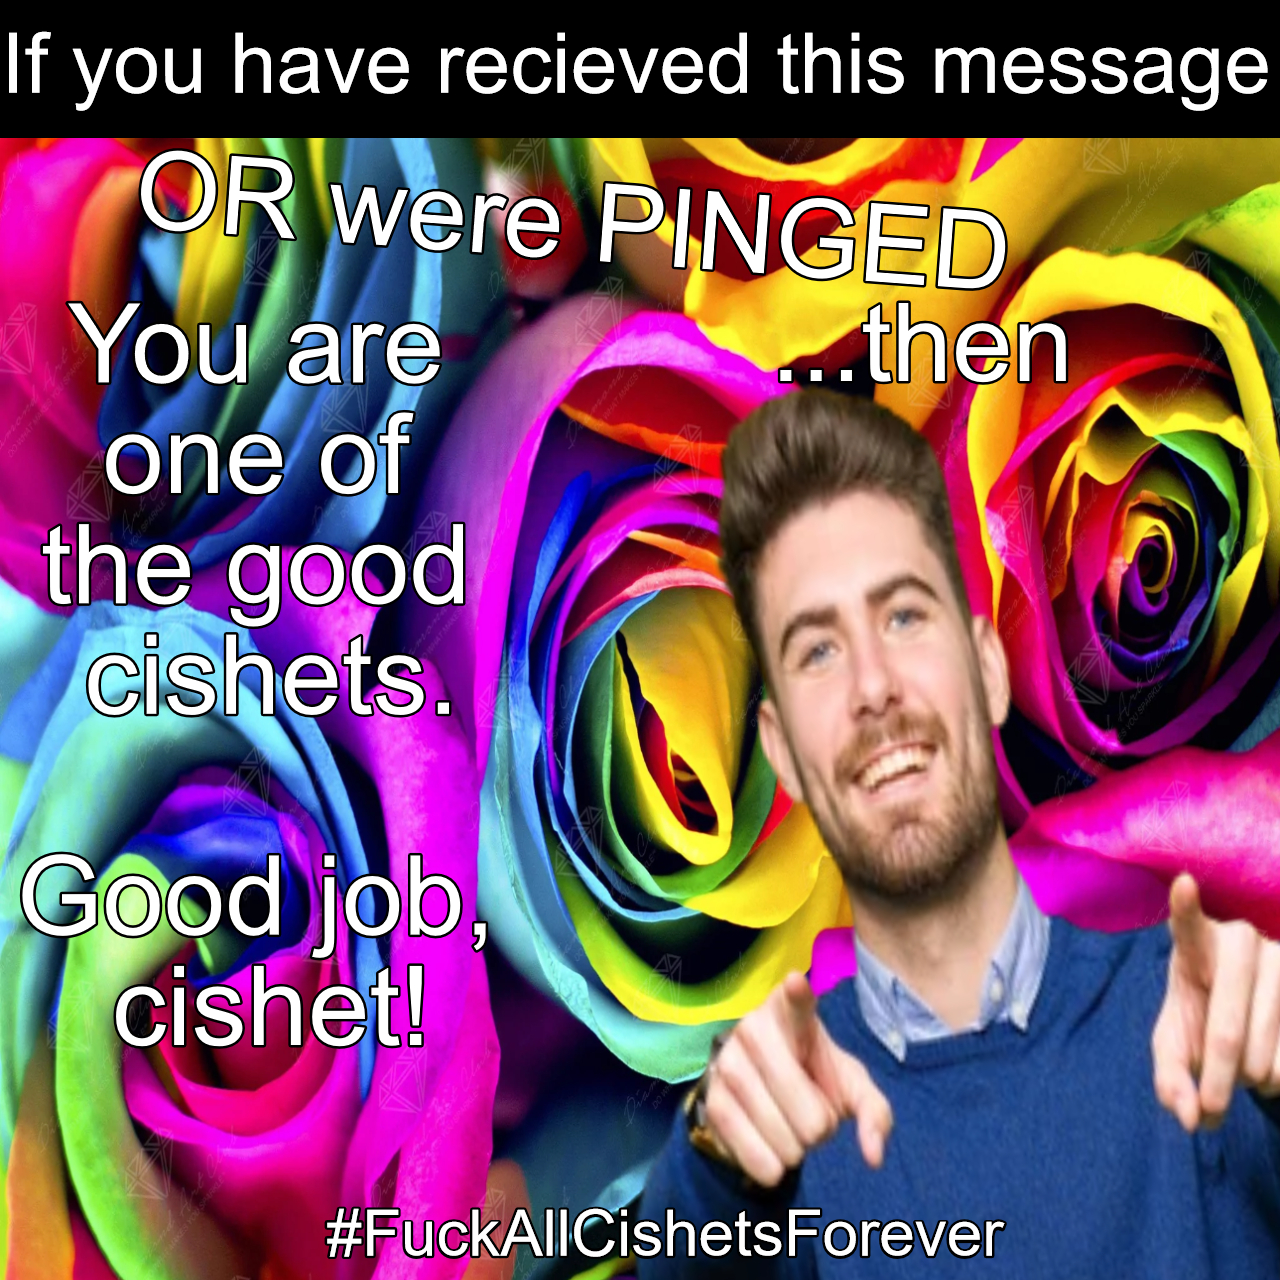 If you have recieved this message
OR were PINGED
...then
You are
one of
the good
cishets.
Good job,
cishet!
#FuckAllCishetsForever